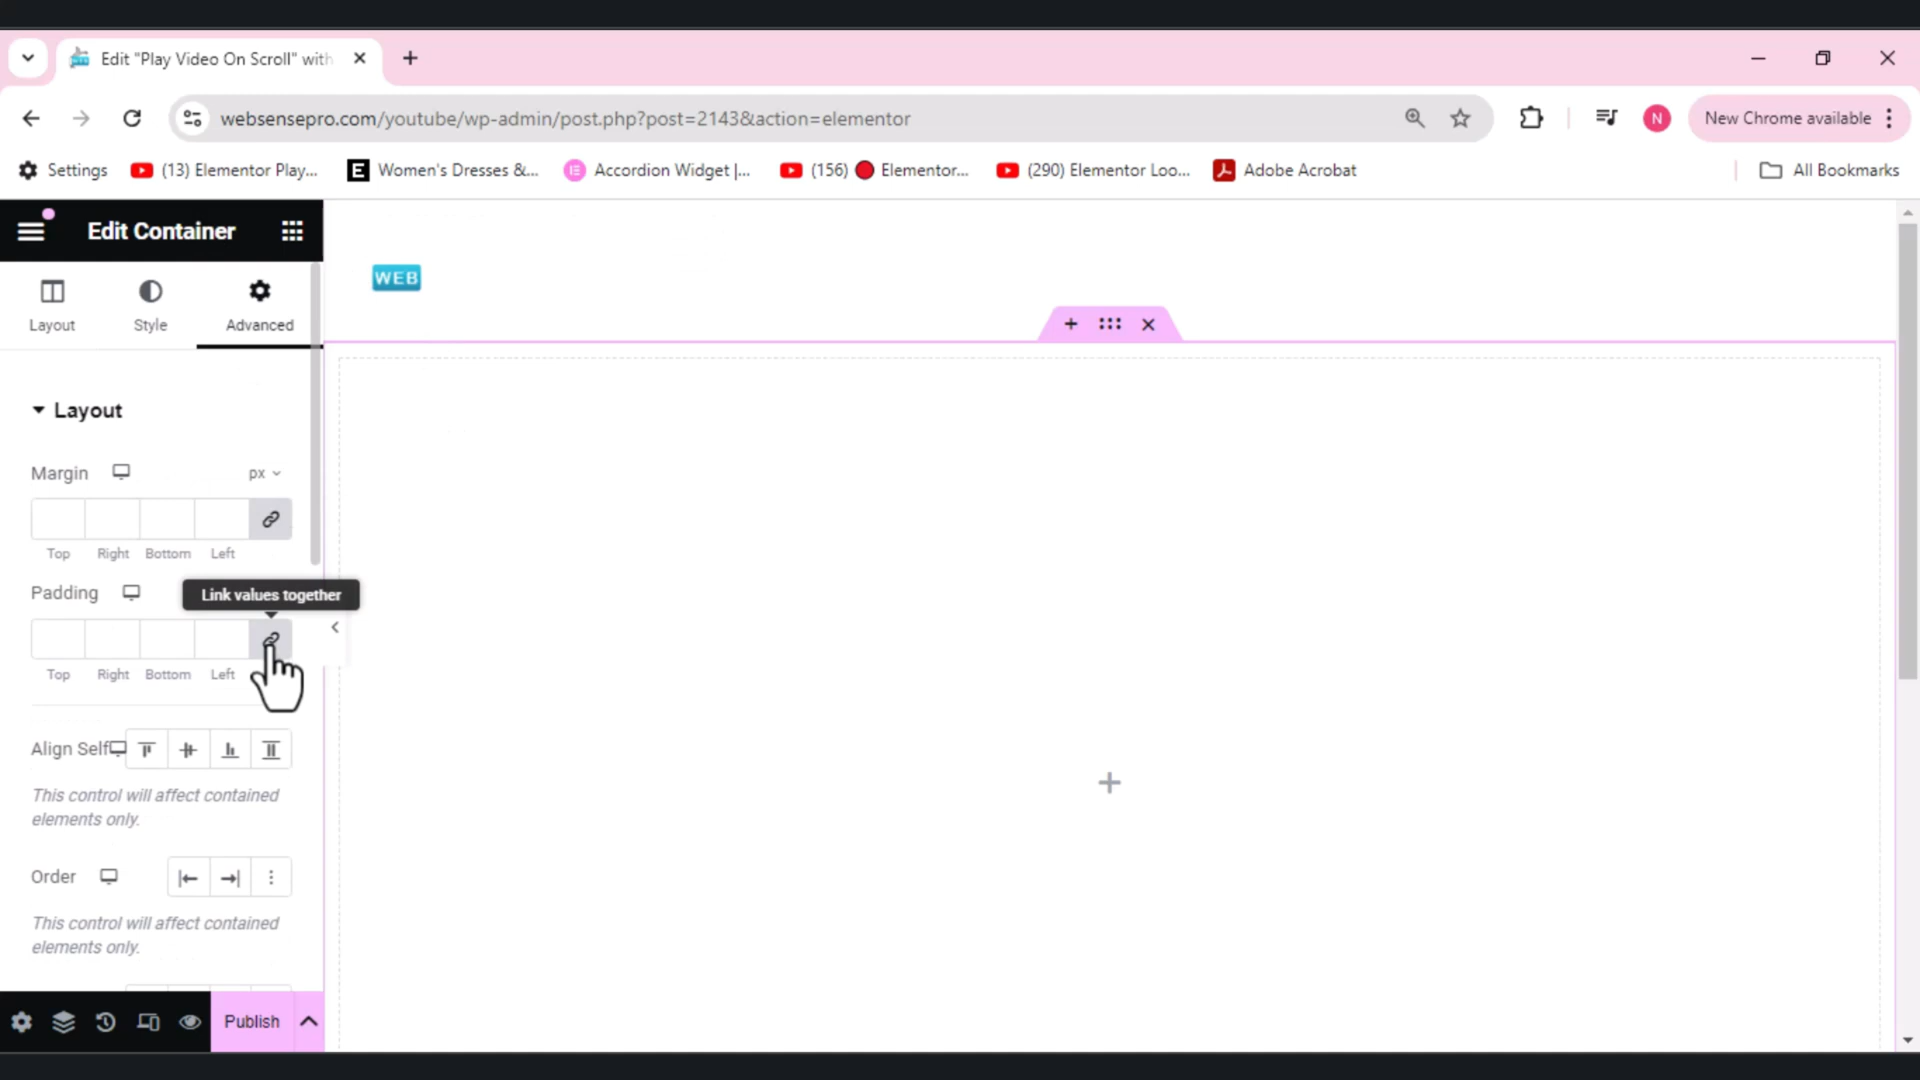 Edit "Play Video On Scroll" with
websensepro.com/youtube/wp-admin/post.php?post=2143&action=elementor
N
New Chrome available
Settings
(13) Elementor Play...
E
Women's Dresses &...
Accordion Widget |...
(156)
Elementor...
(290) Elementor Loo...
Adobe Acrobat
All Bookmarks
Edit Container
WEB
Layout
Style
Advanced
Layout
Margin
px
Top
Right
Bottom
Left
Padding
Link values together
Top
Right
Bottom
Left
Align Self
This control will affect contained
elements only.
Order
This control will affect contained
elements only.
Publish